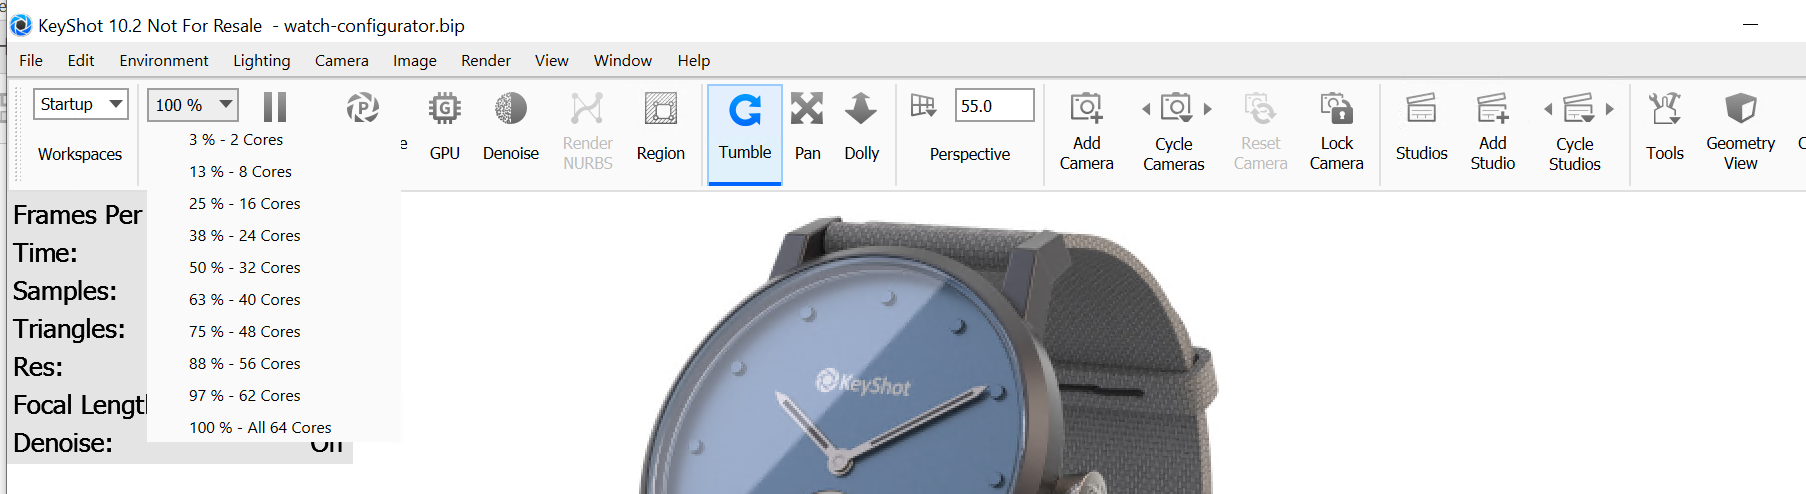 KeyShot 10.2 Not For Resale - watch-configurator.bip
File Edit Environment Lighting Camera Image Render View Window Help
Startup
Workspaces
100 %
GPU
Denoise
Render
NURBS
Region
Tumble
Pan
Dolly
55.0
Perspective
Add
Camera
Cycle
Cameras
Reset
Camera
Lock
Camera
Studios
Add
Studio
Cycle
Studios
Tools
Geometry
View
3 % - 2 Cores
13 % - 8 Cores
25 % - 16 Cores
38 % - 24 Cores
50 % - 32 Cores
63 % - 40 Cores
75 % - 48 Cores
88 % - 56 Cores
97 % - 62 Cores
100 % - All 64 Cores
Frames Per
Time:
Samples:
Triangles:
Res:
Focal
Denoise:
KeyShot